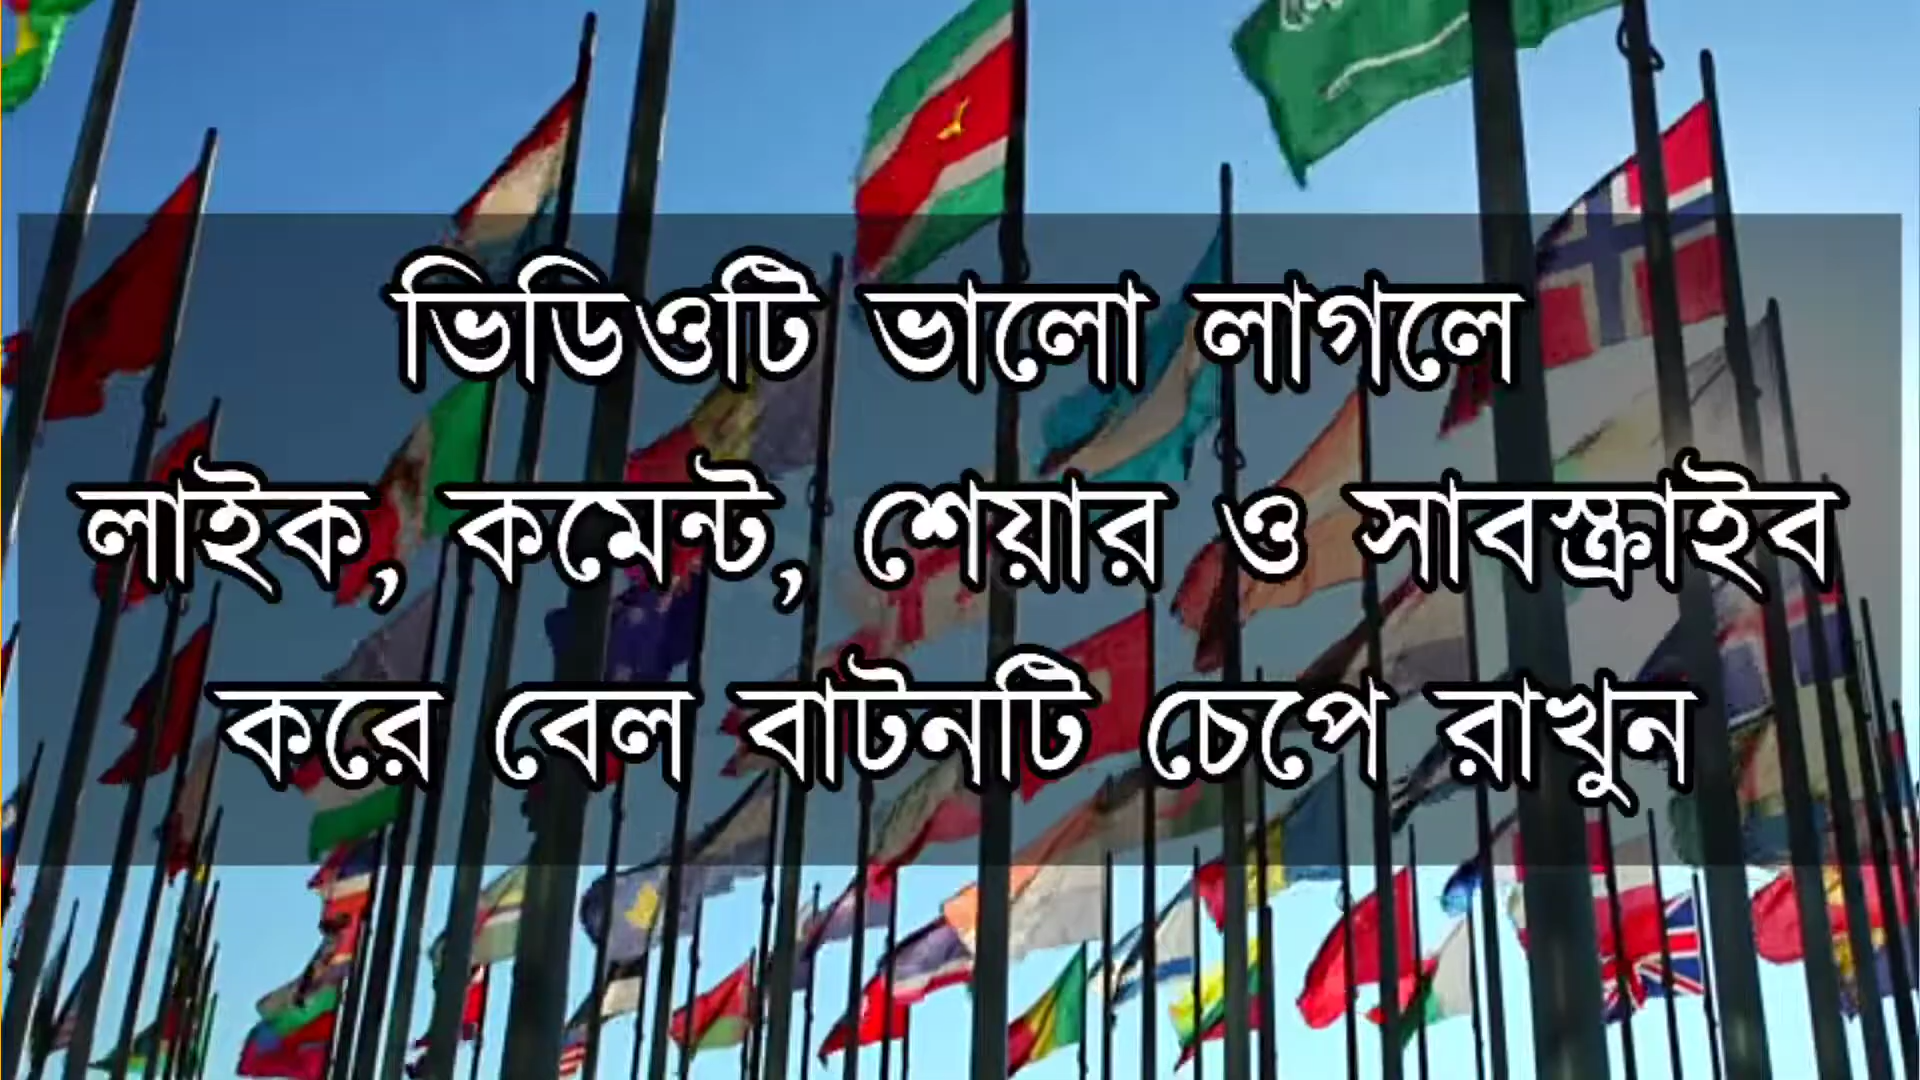 ভিডিওটি ভালো লাগলে
লাইক, কমেন্ট, শেয়ার ও সাবস্ক্রাইব
করে বেল বাটনটি চেপে রাখুন